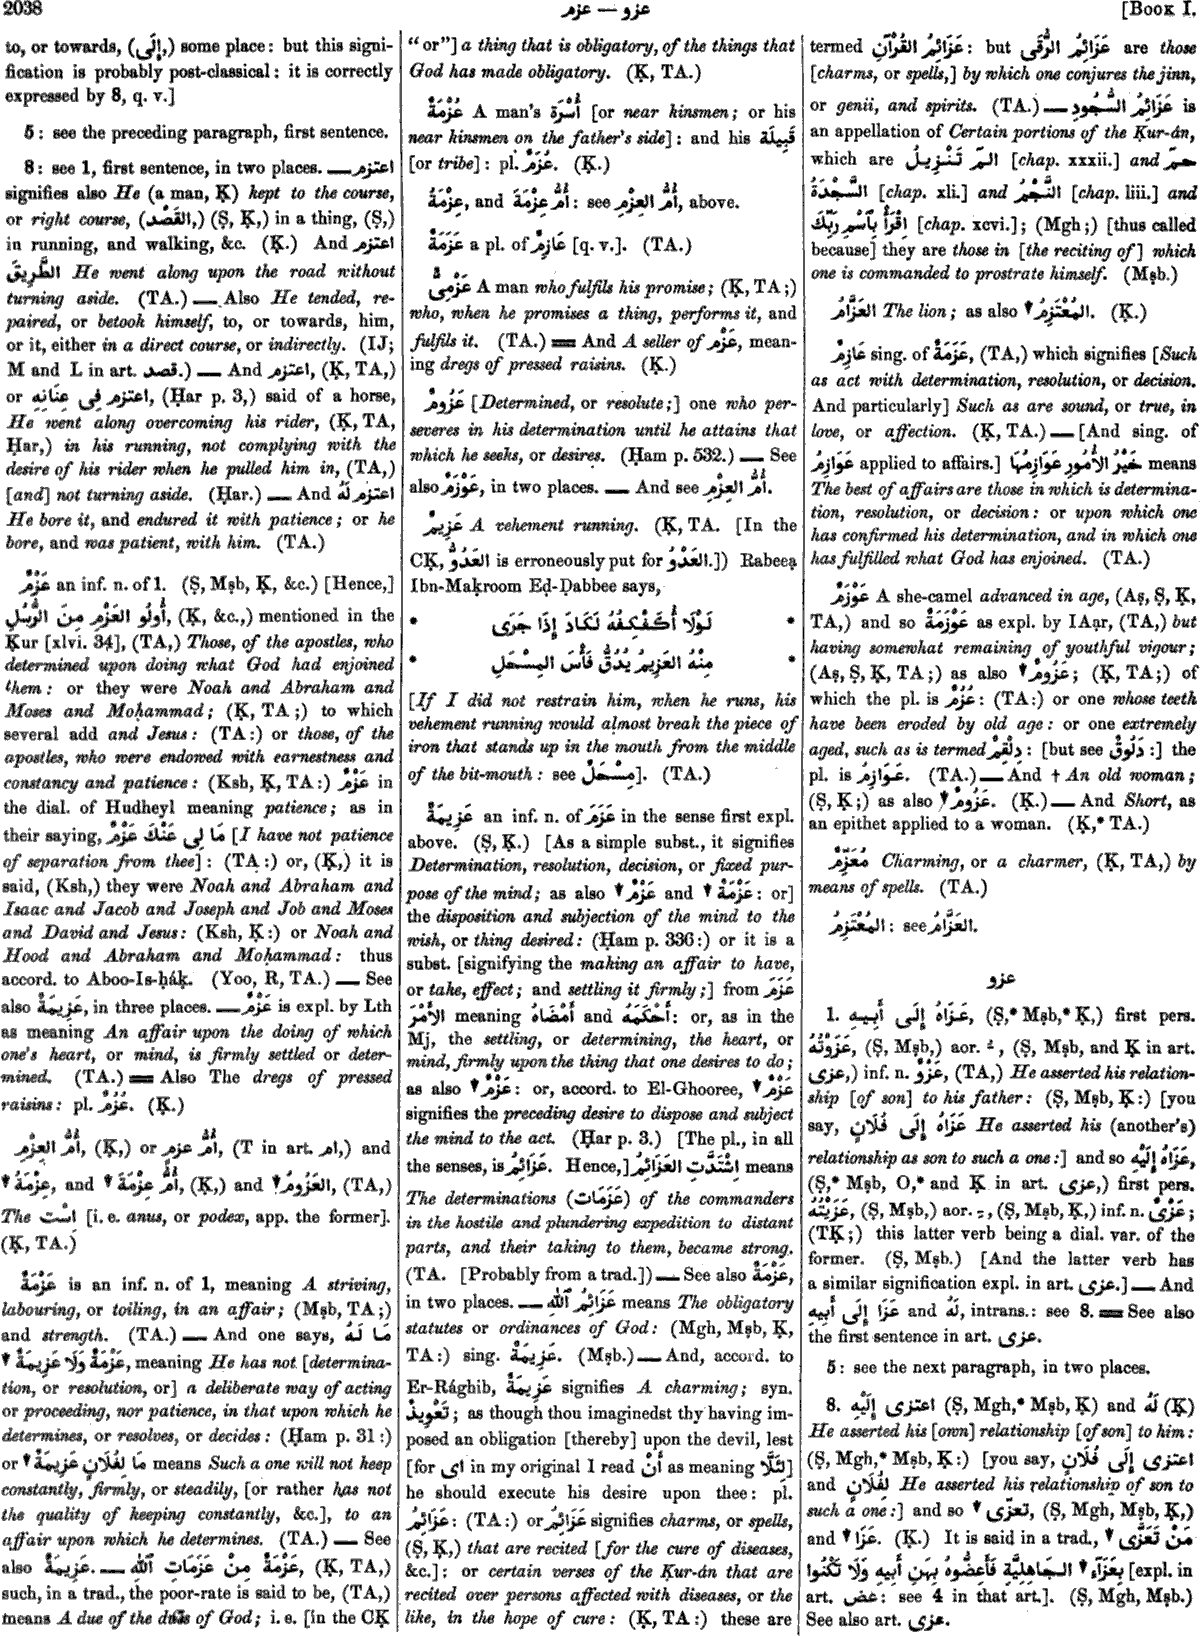 2038
عزو — عزم
[Book I.
to, or towards, (إِلَى,) some place: but this signi-
fication is probably post-classical: it is correctly
expressed by 8, q. v.]
5: see the preceding paragraph, first sentence.
8: see 1, first sentence, in two places. — اعتزم
signifies also He (a man, Ḳ) kept to the course,
or right course, (القَصْد,) (Ṣ, Ḳ,) in a thing, (Ṣ,)
in running, and walking, &c. (Ḳ.) And اعتزم
الطَّرِيقَ He went along upon the road without
turning aside. (TA.) — Also He tended, re-
paired, or betook himself, to, or towards, him,
or it, either in a direct course, or indirectly. (IJ;
M and L in art. قصد.) — And اعتزم, (Ḳ, TA,)
or اعتزم فِى عِنَانِهِ, (Ḥar p. 3,) said of a horse,
He went along overcoming his rider, (Ḳ, TA,
Ḥar,) in his running, not complying with the
desire of his rider when he pulled him in, (TA,)
[and] not turning aside. (Ḥar.) — And اعتزم لَهُ
He bore it, and endured it with patience; or he
bore, and was patient, with him. (TA.)
عَزْمٌ an inf. n. of 1. (Ṣ, Mṣb, Ḳ, &c.) [Hence,]
أُولُو العَزْمِ مِنَ الرُّسُلِ, (Ḳ, &c.,) mentioned in the
Ḳur [xlvi. 34], (TA,) Those, of the apostles, who
determined upon doing what God had enjoined
them: or they were Noah and Abraham and
Moses and Moḥammad; (Ḳ, TA;) to which
several add and Jesus: (TA:) or those, of the
apostles, who were endowed with earnestness and
constancy and patience: (Ksh, Ḳ, TA:) عَزْمٌ in
the dial. of Hudheyl meaning patience; as in
their saying, مَا لِى عَنْكَ عَزْمٌ [I have not patience
of separation from thee]: (TA:) or, (Ḳ,) it is
said, (Ksh,) they were Noah and Abraham and
Isaac and Jacob and Joseph and Job and Moses
and David and Jesus: (Ksh, Ḳ:) or Noah and
Hood and Abraham and Moḥammad: thus
accord. to Aboo-Is-ḥáḳ. (Yoo, R, TA.) — See
also عَزِيمَةٌ, in three places. — عَزْمٌ is expl. by Lth
as meaning An affair upon the doing of which
one's heart, or mind, is firmly settled or deter-
mined. (TA.) ═ Also The dregs of pressed
raisins: pl. عُزُمٌ. (Ḳ.)
أُمُّ العِزْمِ, (Ḳ,) or أُمُّ عزم, (T in art. ام,) and
▼ عِزْمَةُ, and ▼ أُمُّ عِزْمَةَ, (Ḳ,) and ▼ العَزُومُ, (TA,)
The اِسْت [i. e. anus, or podex, app. the former].
(Ḳ, TA.)
عَزْمَةٌ is an inf. n. of 1, meaning A striving,
labouring, or toiling, in an affair; (Mṣb, TA;)
and strength. (TA.) — And one says, مَا لَهُ
عَزْمَةٌ وَلَا عَزِيمَةٌ ▼, meaning He has not [determina-
tion, or resolution, or] a deliberate way of acting
or proceeding, nor patience, in that upon which he
determines, or resolves, or decides: (Ḥam p. 31:)
or مَا لِفُلَانٍ عَزِيمَةٌ ▼ means Such a one will not keep
constantly, firmly, or steadily, [or rather has not
the quality of keeping constantly, &c.], to an
affair upon which he determines. (TA.) — See
also عَزِيمَةٌ. — عَزْمَةٌ مِنْ عَزَمَاتِ ٱللّٰهِ, (Ḳ, TA,)
such, in a trad., the poor-rate is said to be, (TA,)
means A due of the dues of God; i. e. [in the CḲ
“or”] a thing that is obligatory, of the things that
God has made obligatory. (Ḳ, TA.)
عُزْمَةٌ A man's أُسْرَة [or near kinsmen; or his
near kinsmen on the father's side]: and his قَبِيلَة
[or tribe]: pl. عُزَمٌ. (Ḳ.)
عِزْمَةُ, and أُمُّ عِزْمَةَ: see أُمُّ العِزْمِ, above.
عَزَمَةٌ a pl. of عَازِمٌ [q. v.]. (TA.)
عَزْمِىٌّ A man who fulfils his promise; (Ḳ, TA;)
who, when he promises a thing, performs it, and
fulfils it. (TA.) ═ And A seller of عَزْم, mean-
ing dregs of pressed raisins. (Ḳ.)
عَزُومٌ [Determined, or resolute;] one who per-
severes in his determination until he attains that
which he seeks, or desires. (Ḥam p. 532.) — See
also عَوْزَمٌ, in two places. — And see أُمُّ العِزْمِ.
عَزِيمٌ A vehement running. (Ḳ, TA. [In the
CḲ, العَدُوُّ is erroneously put for العَدْوُ.]) Rabeea
Ibn-Maḳroom Eḍ-Ḍabbee says,
* لَوْلَا أُكَفْكِفُهُ لَكَادَ إِذَا جَرَى *
* مِنْهُ العَزِيمُ يَدُقُّ فَأْسَ المِسْحَلِ *
[If I did not restrain him, when he runs, his
vehement running would almost break the piece of
iron that stands up in the mouth from the middle
of the bit-mouth: see مِسْحَلٌ]. (TA.)
عَزِيمَةٌ an inf. n. of عَزَمَ in the sense first expl.
above. (Ṣ, Ḳ.) [As a simple subst., it signifies
Determination, resolution, decision, or fixed pur-
pose of the mind; as also ▼ عَزْمٌ and ▼ عَزْمَةٌ: or]
the disposition and subjection of the mind to the
wish, or thing desired: (Ḥam p. 336:) or it is a
subst. [signifying the making an affair to have,
or take, effect; and settling it firmly;] from عَزَمَ
الأَمْرَ meaning أَمْضَاهُ and أَحْكَمَهُ: or, as in the
Mj, the settling, or determining, the heart, or
mind, firmly upon the thing that one desires to do;
as also ▼ عَزْمٌ: or, accord. to El-Ghooree, ▼ عَزْمٌ
signifies the preceding desire to dispose and subject
the mind to the act. (Ḥar p. 3.) [The pl., in all
the senses, is عَزَائِمُ. Hence,] اشْتَدَّتِ العَزَائِمُ means
The determinations (عَزَمَات) of the commanders
in the hostile and plundering expedition to distant
parts, and their taking to them, became strong.
(TA. [Probably from a trad.]) — See also عَزْمَةٌ,
in two places. — عَزَائِمُ ٱللّٰهِ means The obligatory
statutes or ordinances of God: (Mgh, Mṣb, Ḳ,
TA:) sing. عَزِيمَةٌ. (Mṣb.) — And, accord. to
Er-Rághib, عَزِيمَةٌ signifies A charming; syn.
تَعْوِيذٌ; as though thou imaginedst thy having im-
posed an obligation [thereby] upon the devil, lest
[for اى in my original I read أَنْ as meaning لِئَلَّا]
he should execute his desire upon thee: pl.
عَزَائِمُ: (TA:) or عَزَائِمُ signifies charms, or spells,
(Ṣ, Ḳ,) that are recited [for the cure of diseases,
&c.]: or certain verses of the Ḳur-án that are
recited over persons affected with diseases, or the
like, in the hope of cure: (Ḳ, TA:) these are
termed عَزَائِمُ القُرْآنِ: but عَزَائِمُ الرُّقَى are those
[charms, or spells,] by which one conjures the jinn,
or genii, and spirits. (TA.) — عَزَائِمُ السُّجُودِ is
an appellation of Certain portions of the Ḳur-án,
which are الٓمّ تَنْزِيلُ [chap. xxxii.] and حمٓ
السَّجْدَةُ [chap. xli.] and النَّجْمُ [chap. liii.] and
اِقْرَأْ بِٱسْمِ رَبِّكَ [chap. xcvi.]; (Mgh;) [thus called
because] they are those in [the reciting of] which
one is commanded to prostrate himself. (Mṣb.)
العَزَّامُ The lion; as also ▼ المُعْتَزِمُ. (Ḳ.)
عَازِمٌ sing. of عَزَمَةٌ, (TA,) which signifies [Such
as act with determination, resolution, or decision.
And particularly] Such as are sound, or true, in
love, or affection. (Ḳ, TA.) — [And sing. of
عَوَازِمُ applied to affairs.] خَيْرُ الأُمُورِ عَوَازِمُهَا means
The best of affairs are those in which is determina-
tion, resolution, or decision: or upon which one
has confirmed his determination, and in which one
has fulfilled what God has enjoined. (TA.)
عَوْزَمٌ A she-camel advanced in age, (Aṣ, Ṣ, Ḳ,
TA,) and so عَوْزَمَةٌ as expl. by IAar, (TA,) but
having somewhat remaining of youthful vigour;
(Aṣ, Ṣ, Ḳ, TA;) as also ▼ عَزُومٌ; (Ḳ, TA;) of
which the pl. is عُزُمٌ: (TA:) or one whose teeth
have been eroded by old age: or one extremely
aged, such as is termed دِلْقِمٌ: [but see دَلُوقٌ:] the
pl. is عَوَازِمُ. (TA.) — And † An old woman;
(Ṣ, Ḳ;) as also ▼ عَزُومٌ. (Ḳ.) — And Short, as
an epithet applied to a woman. (Ḳ,* TA.)
مُعَزِّمٌ Charming, or a charmer, (Ḳ, TA,) by
means of spells. (TA.)
المُعْتَزِمُ: see العَزَّامُ.
عزو
1. عَزَاهُ إِلَى أَبِيهِ, (Ṣ,* Mṣb,* Ḳ,) first pers.
عَزَوْتُهُ, (Ṣ, Mṣb,) aor. ـُ, (Ṣ, Mṣb, and Ḳ in art.
عزى,) inf. n. عَزْوٌ, (TA,) He asserted his relation-
ship [of son] to his father: (Ṣ, Mṣb, Ḳ:) [you
say, عَزَاهُ إِلَى فُلَانٍ He asserted his (another's)
relationship as son to such a one:] and so عَزَاهُ إِلَيْهِ,
(Ṣ,* Mṣb, O,* and Ḳ in art. عزى,) first pers.
عَزَيْتُهُ, (Ṣ, Mṣb,) aor. ـِ, (Ṣ, Mṣb, Ḳ,) inf. n. عَزْىٌ;
(TḲ;) this latter verb being a dial. var. of the
former. (Ṣ, Mṣb.) [And the latter verb has
a similar signification expl. in art. عزى.] — And
عَزَا إِلَى أَبِيهِ and لَهُ, intrans.: see 8. ═ See also
the first sentence in art. عزى.
5: see the next paragraph, in two places.
8. اعتزى إِلَيْهِ (Ṣ, Mgh,* Mṣb, Ḳ) and لَهُ (Ḳ)
He asserted his [own] relationship [of son] to him:
(Ṣ, Mgh,* Mṣb, Ḳ:) [you say, اعتزى إِلَى فُلَانٍ
and لِفُلَانٍ He asserted his relationship of son to
such a one:] and so ▼ تعزّى, (Ṣ, Mgh, Mṣb, Ḳ,)
and ▼ عَزَا. (Ḳ.) It is said in a trad., ▼ مَنْ تَعَزَّى
بِعَزَآءِ ▼ الجَاهِلِيَّةِ فَأَعِضُّوهُ بِهَنِ أَبِيهِ وَلَا تَكْنُوا [expl. in
art. عض: see 4 in that art.]. (Ṣ, Mgh, Mṣb.)
See also art. عزى.